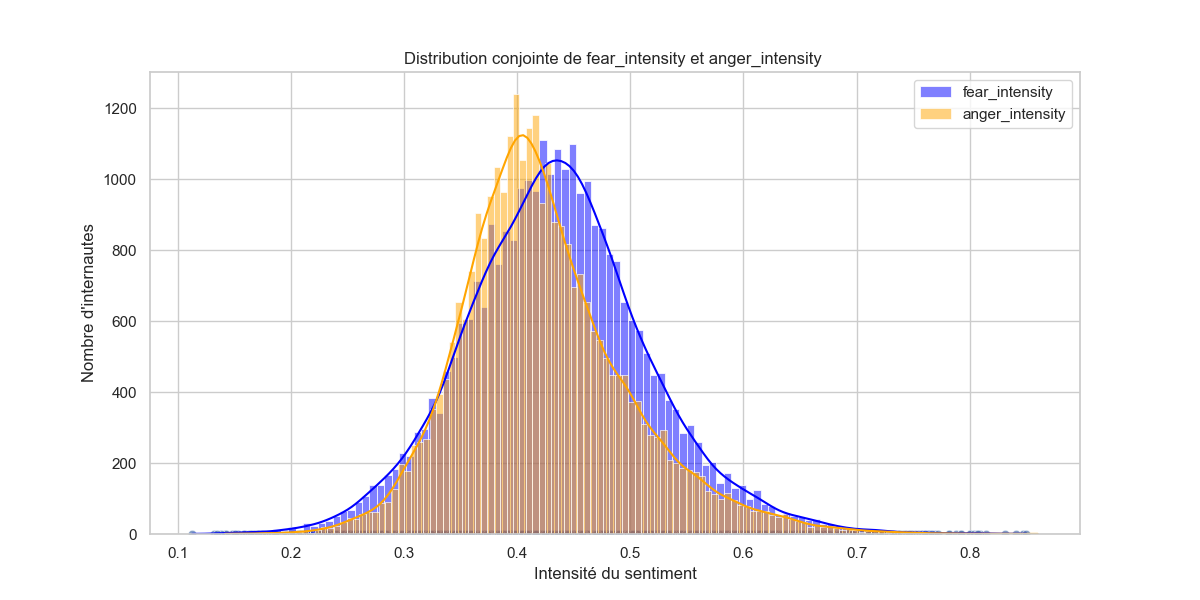 Distribution conjointe de fear_intensity et anger_intensity
fear_intensity
anger_intensity
1200
1000
800
600
400
200
0
Nombre d'internautes
0.1 0.2 0.3 0.4 0.5 0.6 0.7 0.8
Intensité du sentiment